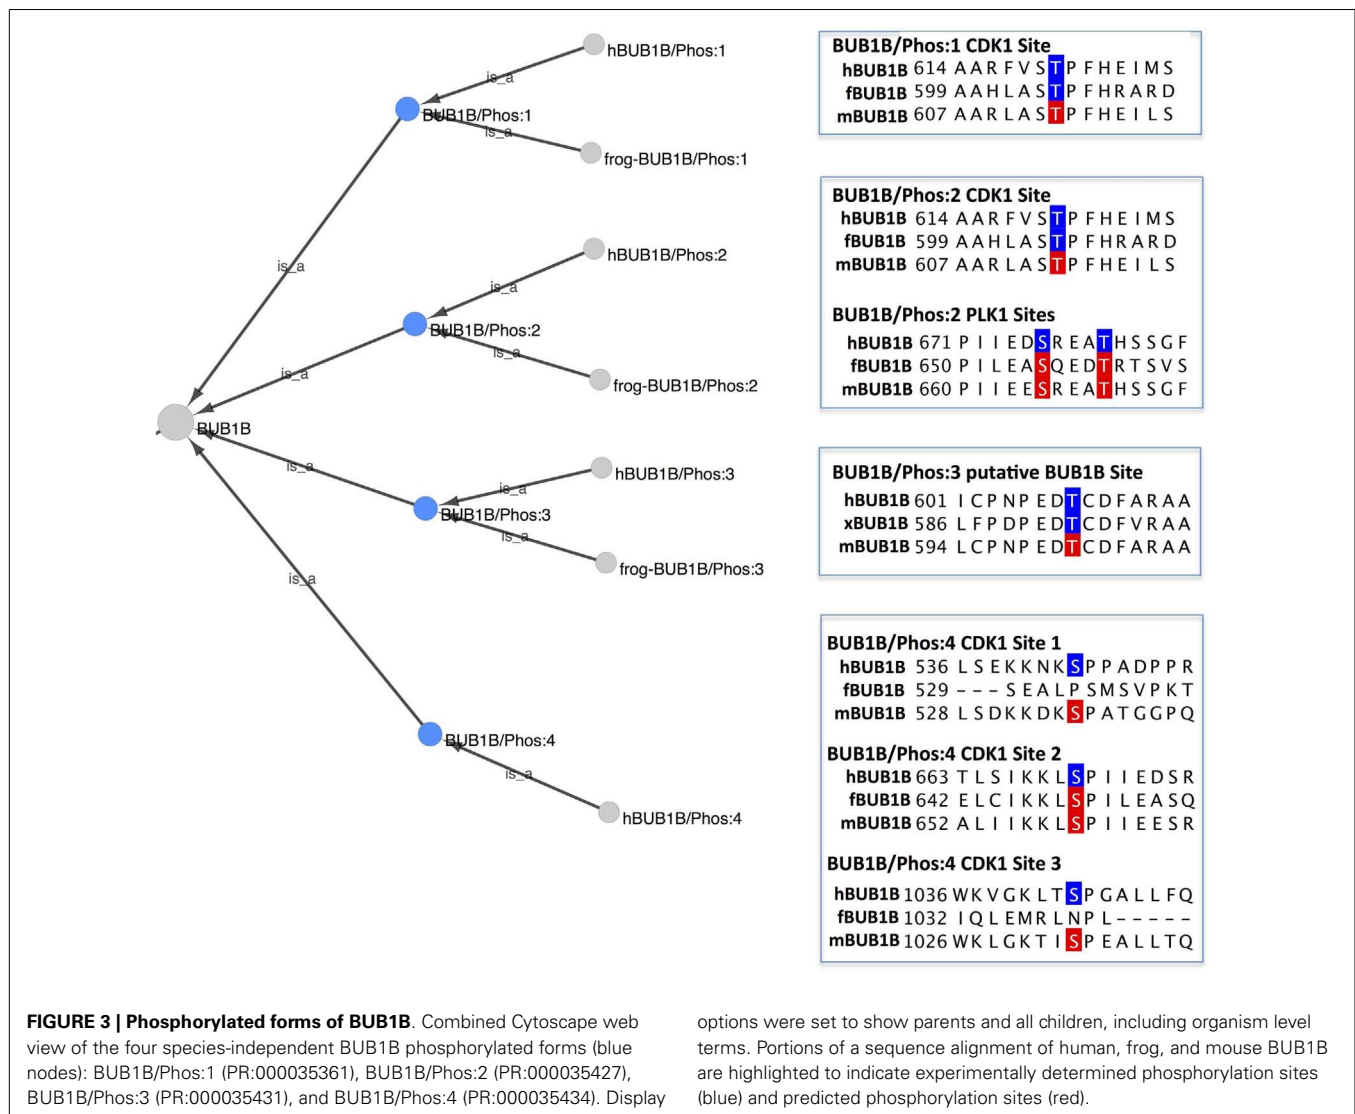 hBUB1B/Phos:1
is_a
BUB1B/Phos:1
is_a
frog-BUB1B/Phos:1
is_a
hBUB1B/Phos:2
is_a
BUB1B/Phos:2
is_a
frog-BUB1B/Phos:2
is_a
BUB1B
is_a
hBUB1B/Phos:3
is_a
BUB1B/Phos:3
is_a
frog-BUB1B/Phos:3
is_a
BUB1B/Phos:4
is_a
hBUB1B/Phos:4
BUB1B/Phos:1 CDK1 Site
hBUB1B 614 A A R F V S T P F H E I M S
fBUB1B 599 A A H L A S T P F H R A R D
mBUB1B 607 A A R L A S T P F H E I L S
BUB1B/Phos:2 CDK1 Site
hBUB1B 614 A A R F V S T P F H E I M S
fBUB1B 599 A A H L A S T P F H R A R D
mBUB1B 607 A A R L A S T P F H E I L S
BUB1B/Phos:2 PLK1 Sites
hBUB1B 671 P I I E D S R E A T H S S G F
fBUB1B 650 P I L E A S Q E D T R T S V S
mBUB1B 660 P I I E E S R E A T H S S G F
BUB1B/Phos:3 putative BUB1B Site
hBUB1B 601 I C P N P E D T C D F A R A A
xBUB1B 586 L F P D P E D T C D F V R A A
mBUB1B 594 L C P N P E D T C D F A R A A
BUB1B/Phos:4 CDK1 Site 1
hBUB1B 536 L S E K K N K S P P A D P P R
fBUB1B 529 - - - S E A L P S M S V P K T
mBUB1B 528 L S D K K D K S P A T G G P Q
BUB1B/Phos:4 CDK1 Site 2
hBUB1B 663 T L S I K K L S P I I E D S R
fBUB1B 642 E L C I K K L S P I L E A S Q
mBUB1B 652 A L I I K K L S P I I E E S R
BUB1B/Phos:4 CDK1 Site 3
hBUB1B 1036 W K V G K L T S P G A L L F Q
fBUB1B 1032 I Q L E M R L N P L - - - - -
mBUB1B 1026 W K L G K T I S P E A L L T Q
FIGURE 3 | Phosphorylated forms of BUB1B. Combined Cytoscape web
view of the four species-independent BUB1B phosphorylated forms (blue
nodes): BUB1B/Phos:1 (PR:000035361), BUB1B/Phos:2 (PR:000035427),
BUB1B/Phos:3 (PR:000035431), and BUB1B/Phos:4 (PR:000035434). Display
options were set to show parents and all children, including organism level
terms. Portions of a sequence alignment of human, frog, and mouse BUB1B
are highlighted to indicate experimentally determined phosphorylation sites
(blue) and predicted phosphorylation sites (red).